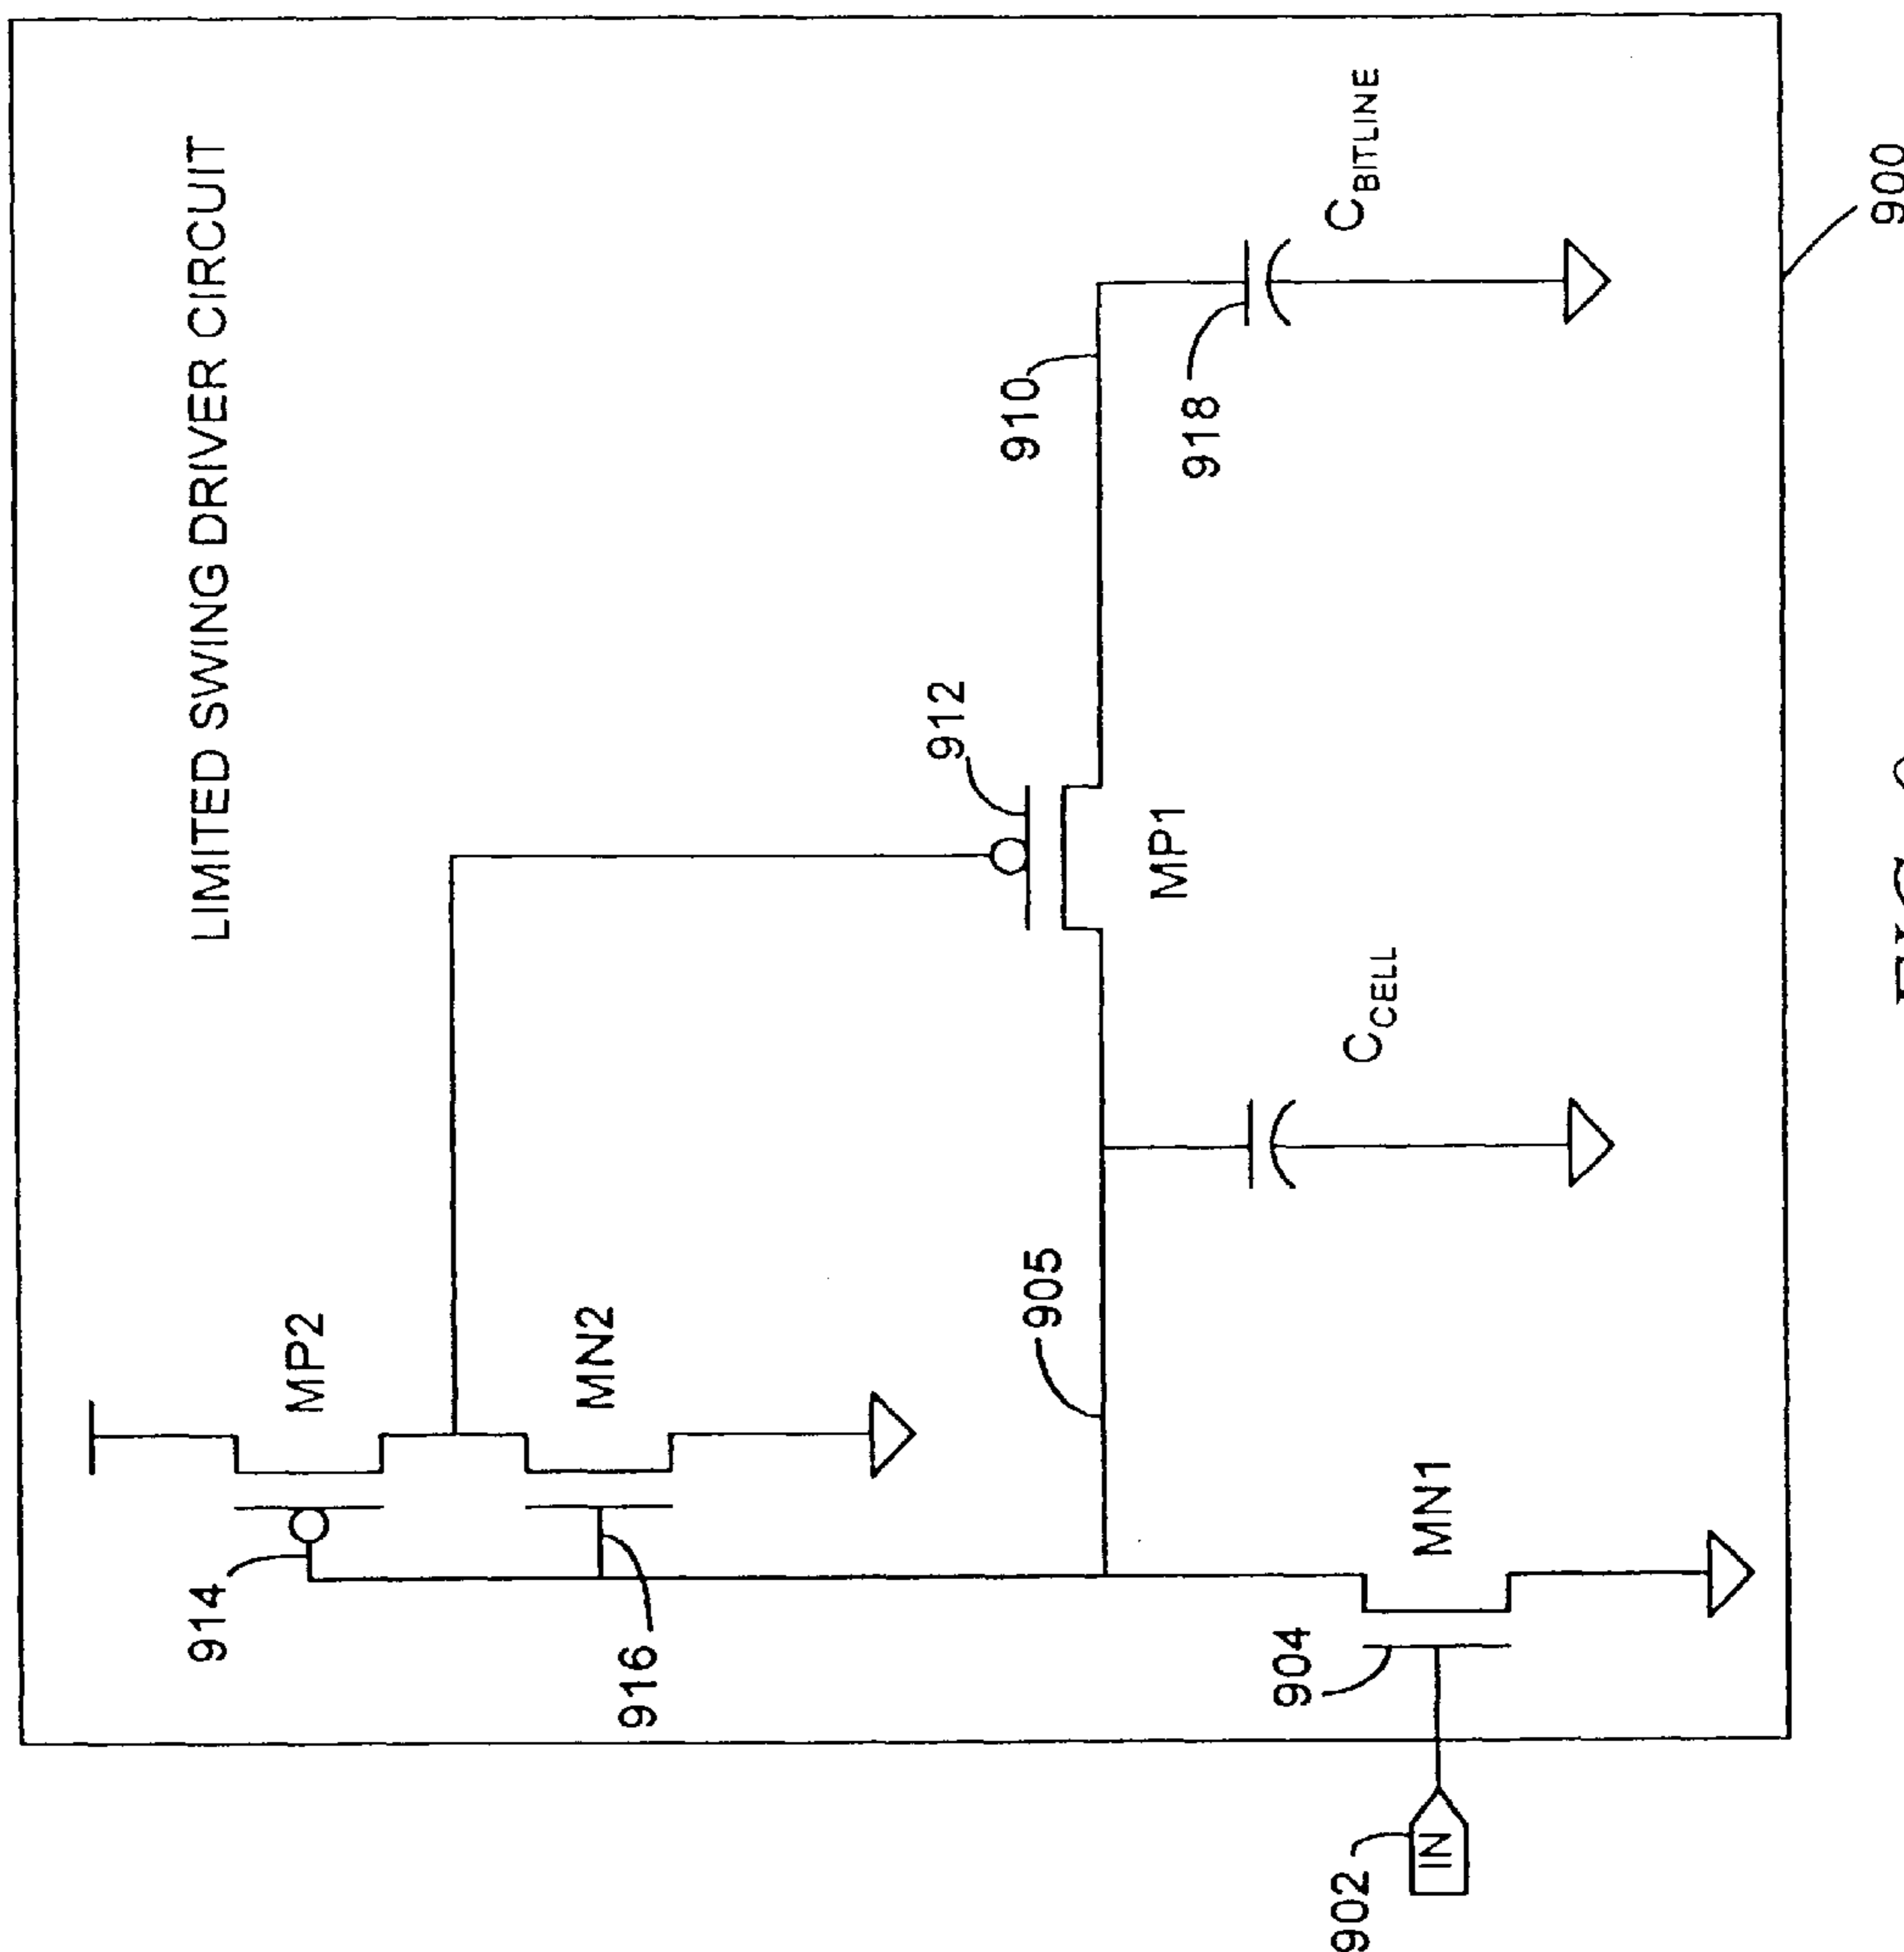 LIMITED SWING DRIVER CIRCUIT
MP2
914
MN2
916
912
910
C_BITLINE
918
MP1
905
C_CELL
MN1
904
902
IN
900